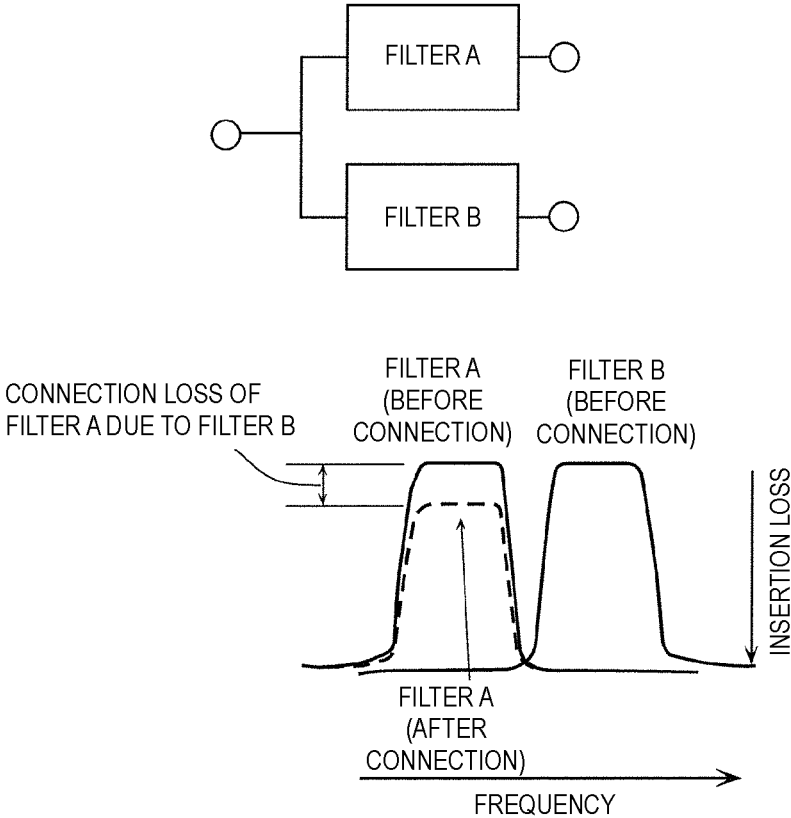 FILTER A
FILTER B
CONNECTION LOSS OF
FILTER A DUE TO FILTER B
FILTER A
(BEFORE
CONNECTION)
FILTER B
(BEFORE
CONNECTION)
INSERTION LOSS
FILTER A
(AFTER
CONNECTION)
FREQUENCY